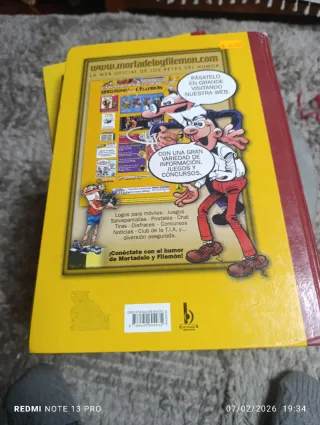 www.mortadeloyfilemon.com
LA WEB OFICIAL DE LOS REYES DEL HUMOR
PÁSATELO
EN GRANDE
VISITANDO
NUESTRA WEB
CON UNA GRAN
VARIEDAD DE
INFORMACIÓN,
JUEGOS Y
CONCURSOS.
Logos para móviles - Juegos
Salvapantallas - Postales - Chat
Tiras - Disfraces - Concursos
Noticias - Club de la T.I.A. y...
diversión asegurada.
¡Conéctate con el humor
de Mortadelo y Filemón!
REDMI NOTE 13 PRO
07/02/2026 19:34